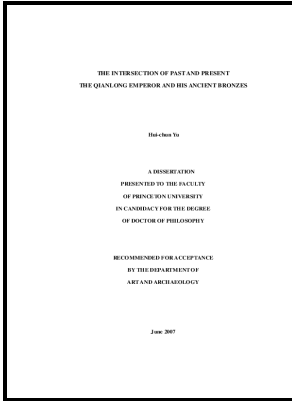 THE INTERSECTION OF PAST AND PRESENT
THE QIANLONG EMPEROR AND HIS ANCIENT BRONZES
Hui-chun Yu
A DISSERTATION
PRESENTED TO THE FACULTY
OF PRINCETON UNIVERSITY
IN CANDIDACY FOR THE DEGREE
OF DOCTOR OF PHILOSOPHY
RECOMMENDED FOR ACCEPTANCE
BY THE DEPARTMENT OF
ART AND ARCHAEOLOGY
June 2007